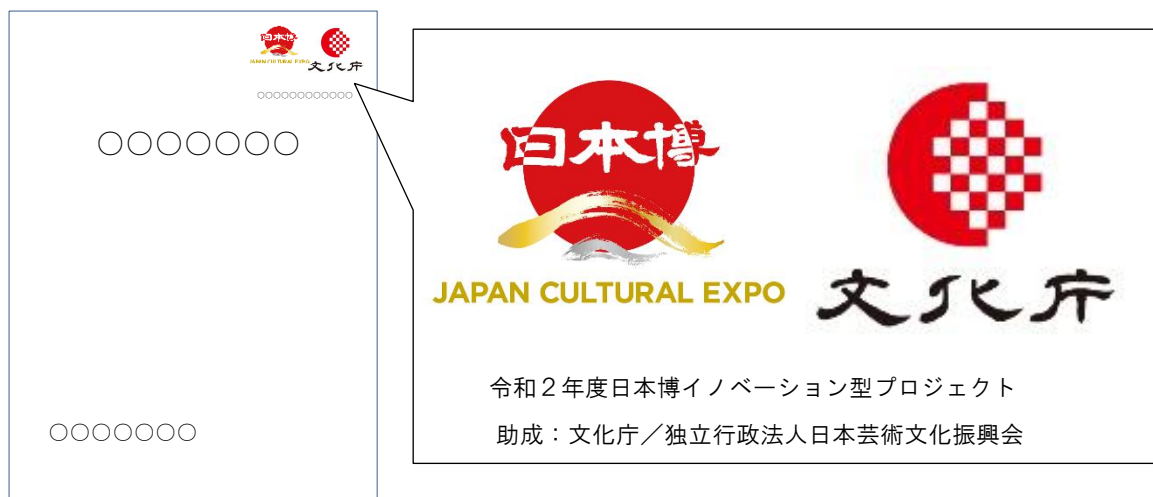 日本博
JAPAN CULTURAL EXPO
文化庁
○○○○○○○○○○○○
○○○○○○○
○○○○○○○
日本博
JAPAN CULTURAL EXPO
文化庁
令和2年度日本博イノベーション型プロジェクト
助成：文化庁／独立行政法人日本芸術文化振興会